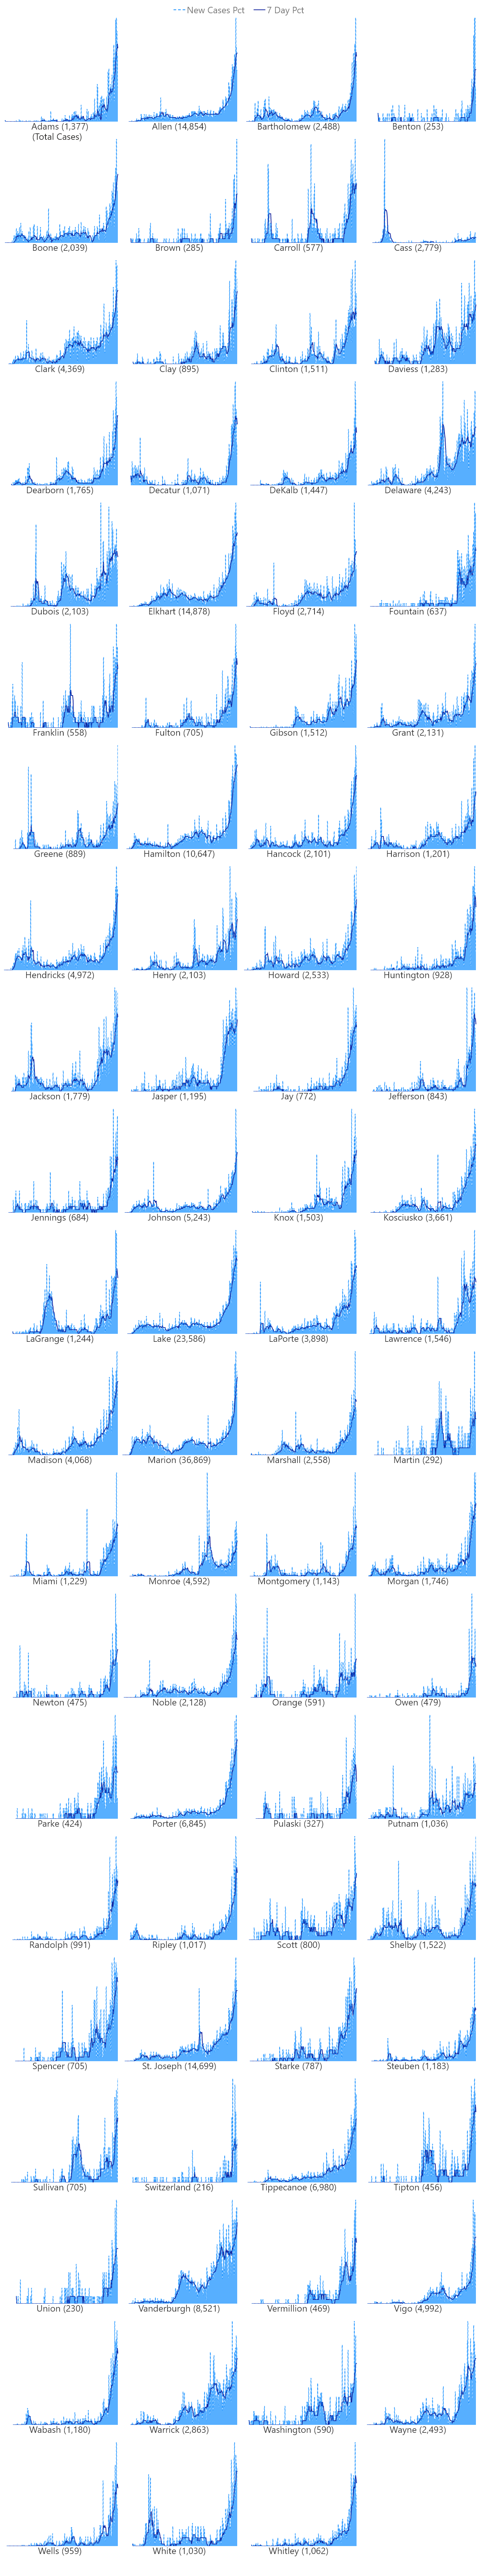 New Cases Pct 7 Day Pct
Adams (1,377) Allen (14,854) Bartholomew (2,488) Benton (253)
(Total Cases)
Boone (2,039) Brown (285) Carroll (577) Cass (2,779)
Clark (4,369) Clay (895) Clinton (1,511) Daviess (1,283)
Dearborn (1,765) Decatur (1,071) DeKalb (1,447) Delaware (4,243)
Dubois (2,103) Elkhart (14,878) Floyd (2,714) Fountain (637)
Franklin (558) Fulton (705) Gibson (1,512) Grant (2,131)
Greene (889) Hamilton (10,647) Hancock (2,101) Harrison (1,201)
Hendricks (4,972) Henry (2,103) Howard (2,533) Huntington (928)
Jackson (1,779) Jasper (1,195) Jay (772) Jefferson (843)
Jennings (684) Johnson (5,243) Knox (1,503) Kosciusko (3,661)
LaGrange (1,244) Lake (23,586) LaPorte (3,898) Lawrence (1,546)
Madison (4,068) Marion (36,869) Marshall (2,558) Martin (292)
Miami (1,229) Monroe (4,592) Montgomery (1,143) Morgan (1,746)
Newton (475) Noble (2,128) Orange (591) Owen (479)
Parke (424) Porter (6,845) Pulaski (327) Putnam (1,036)
Randolph (991) Ripley (1,017) Scott (800) Shelby (1,522)
Spencer (705) St. Joseph (14,699) Starke (787) Steuben (1,183)
Sullivan (705) Switzerland (216) Tippecanoe (6,980) Tipton (456)
Union (230) Vanderburgh (8,521) Vermillion (469) Vigo (4,992)
Wabash (1,180) Warrick (2,863) Washington (590) Wayne (2,493)
Wells (959) White (1,030) Whitley (1,062)